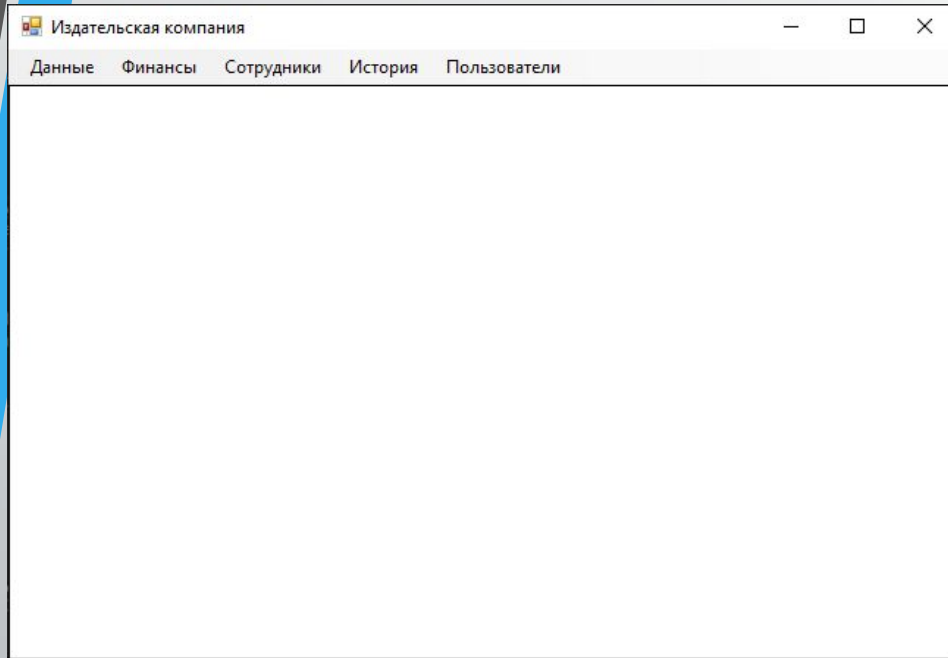 Издательская компания
Данные Финансы Сотрудники История Пользователи